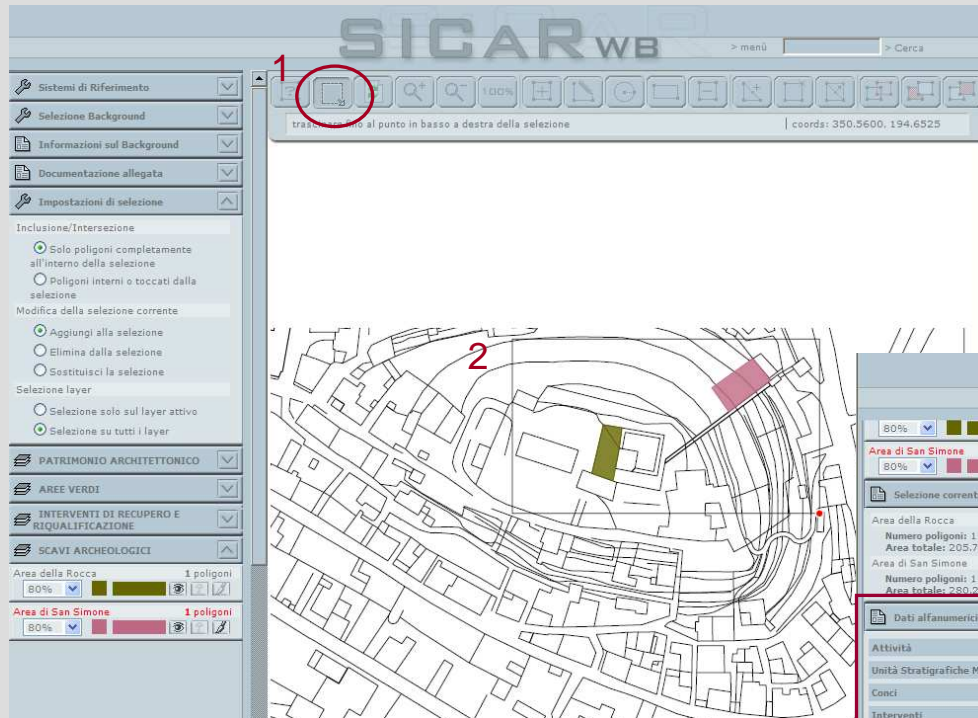 SICAR WB
> menù
> Cerca
1
Sistemi di Riferimento
Selezione Background
Informazioni sul Background
Documentazione allegata
Impostazioni di selezione
Inclusione/Intersezione
Solo poligoni completamente
all'interno della selezione
Poligoni interni o toccati dalla
selezione
Modifica della selezione corrente
Aggiungi alla selezione
Elimina dalla selezione
Sostituisci la selezione
Selezione layer
Selezione solo sul layer attivo
Selezione su tutti i layer
PATRIMONIO ARCHITETTONICO
AREE VERDI
INTERVENTI DI RECUPERO E
RIQUALIFICAZIONE
SCAVI ARCHEOLOGICI
Area della Rocca 1 poligoni
80%
Area di San Simone 1 poligoni
80%
?
100%
trascinare fino al punto in basso a destra della selezione
coords: 350.5600, 194.6525
2
80%
Area di San Simone
80%
Selezione corrent
Area della Rocca
Numero poligoni: 1
Area totale: 205.7
Area di San Simone
Numero poligoni: 1
Area totale: 280.2
Dati alfanumerici
Attività
Unità Stratigrafiche M
Conci
Interventi